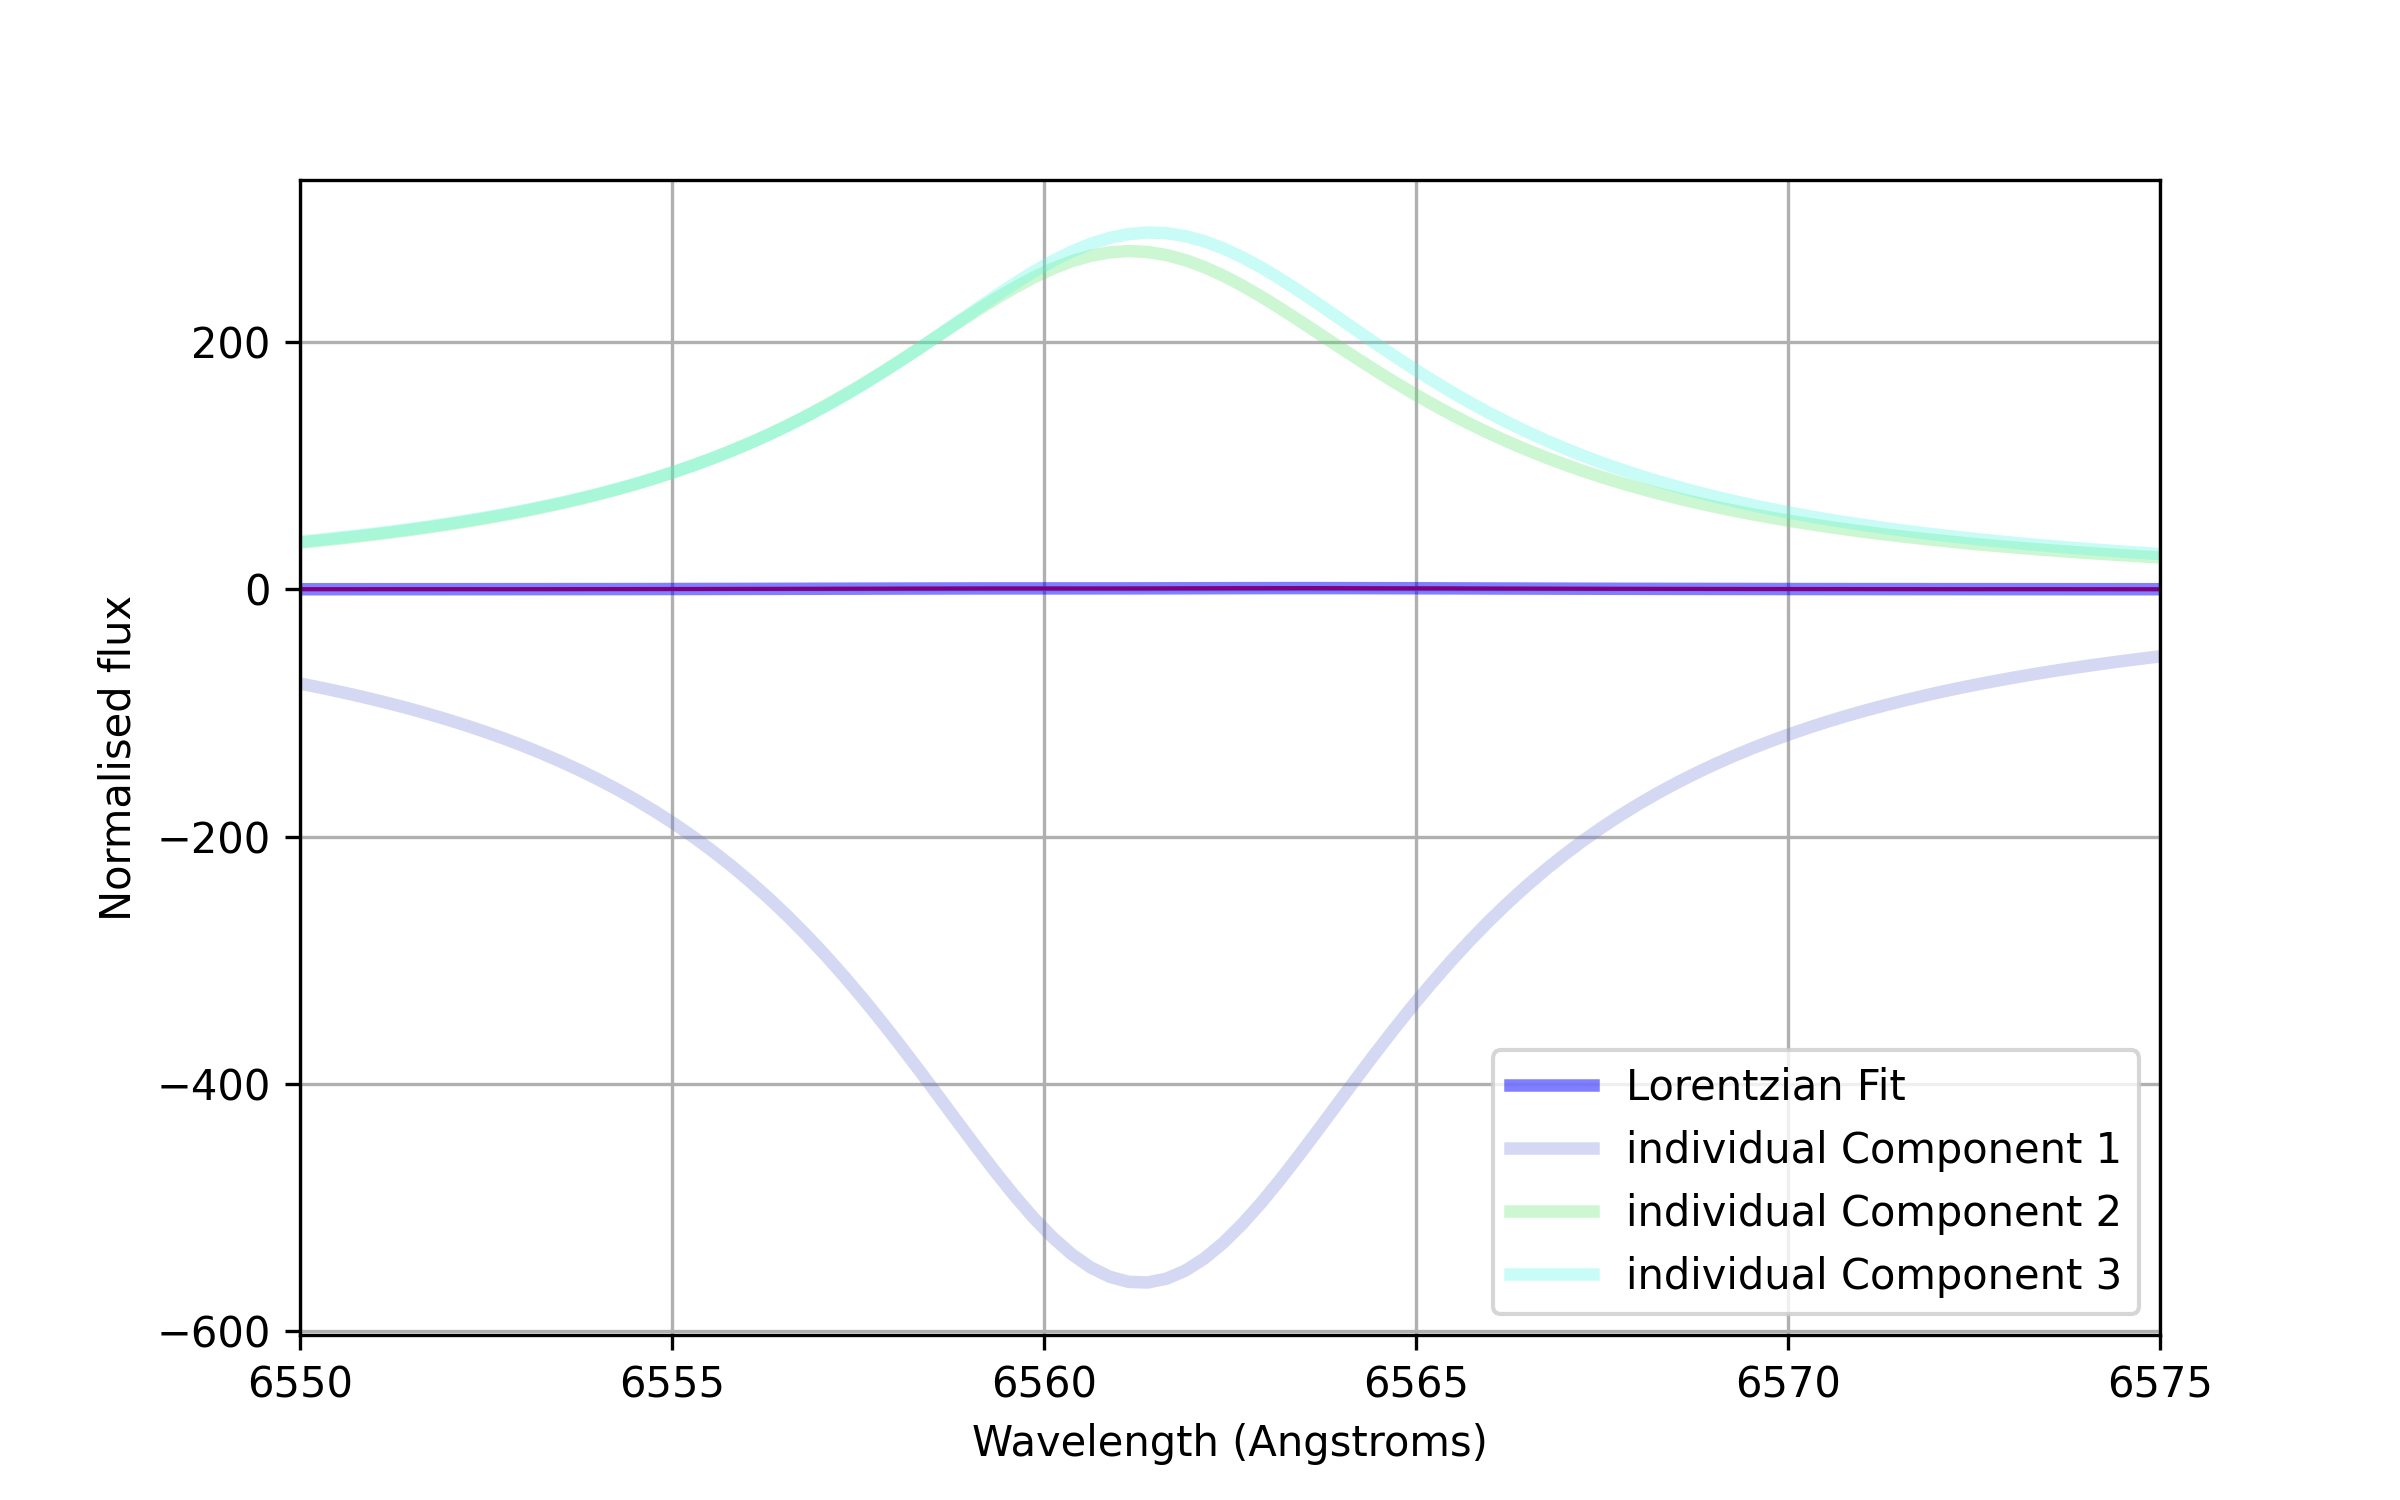 200
0
−200
−400
−600
Normalised flux
6550 6555 6560 6565 6570 6575
Wavelength (Angstroms)
Lorentzian Fit
individual Component 1
individual Component 2
individual Component 3